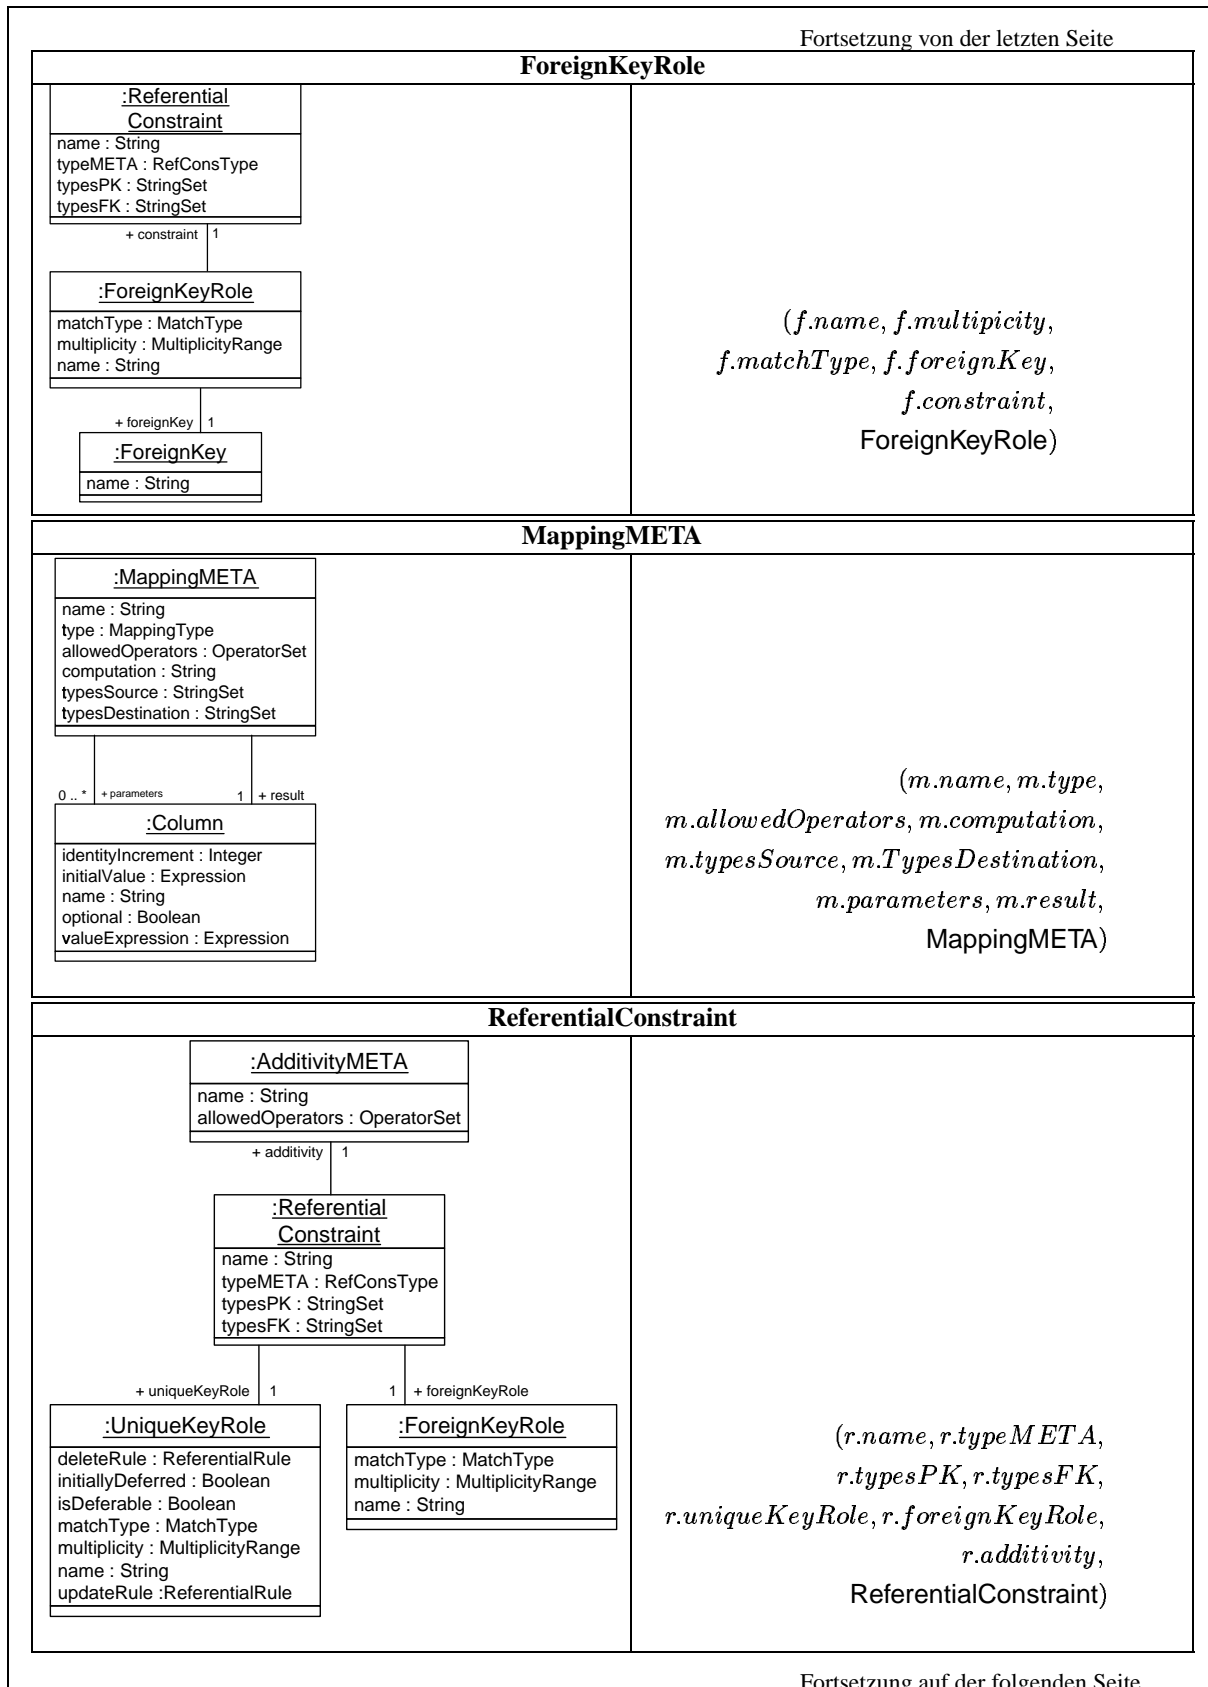 Fortsetzung von der letzten Seite
ForeignKeyRole
:Referential
Constraint
name : String
typeMETA : RefConsType
typesPK : StringSet
typesFK : StringSet
+ constraint 1
:ForeignKeyRole
matchType : MatchType
multiplicity : MultiplicityRange
name : String
+ foreignKey 1
:ForeignKey
name : String
(f.name, f.multipicity,
f.matchType, f.foreignKey,
f.constraint,
ForeignKeyRole)
MappingMETA
:MappingMETA
name : String
type : MappingType
allowedOperators : OperatorSet
computation : String
typesSource : StringSet
typesDestination : StringSet
0 .. * + parameters 1 + result
:Column
identityIncrement : Integer
initialValue : Expression
name : String
optional : Boolean
valueExpression : Expression
(m.name, m.type,
m.allowedOperators, m.computation,
m.typesSource, m.TypesDestination,
m.parameters, m.result,
MappingMETA)
ReferentialConstraint
:AdditivityMETA
name : String
allowedOperators : OperatorSet
+ additivity 1
:Referential
Constraint
name : String
typeMETA : RefConsType
typesPK : StringSet
typesFK : StringSet
+ uniqueKeyRole 1 1 + foreignKeyRole
:UniqueKeyRole
deleteRule : ReferentialRule
initiallyDeferred : Boolean
isDeferable : Boolean
matchType : MatchType
multiplicity : MultiplicityRange
name : String
updateRule :ReferentialRule
:ForeignKeyRole
matchType : MatchType
multiplicity : MultiplicityRange
name : String
(r.name, r.typeMETA,
r.typesPK, r.typesFK,
r.uniqueKeyRole, r.foreignKeyRole,
r.additivity,
ReferentialConstraint)
Fortsetzung auf der folgenden Seite